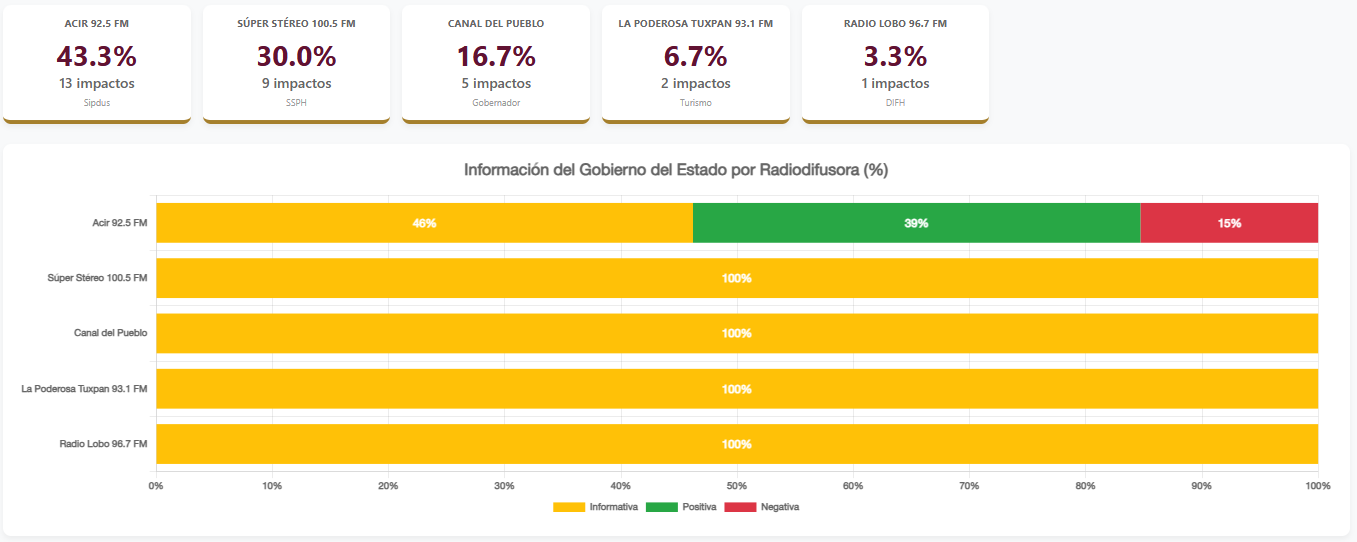 ACIR 92.5 FM
43.3%
13 impactos
Sipdus
SÚPER STÉREO 100.5 FM
30.0%
9 impactos
SSPH
CANAL DEL PUEBLO
16.7%
5 impactos
Gobernador
LA PODEROSA TUXPAN 93.1 FM
6.7%
2 impactos
Turismo
RADIO LOBO 96.7 FM
3.3%
1 impactos
DIFH
Información del Gobierno del Estado por Radiodifusora (%)
Acir 92.5 FM 46% 39% 15%
Súper Stéreo 100.5 FM 100%
Canal del Pueblo 100%
La Poderosa Tuxpan 93.1 FM 100%
Radio Lobo 96.7 FM 100%
0% 10% 20% 30% 40% 50% 60% 70% 80% 90% 100%
Informativa Positiva Negativa